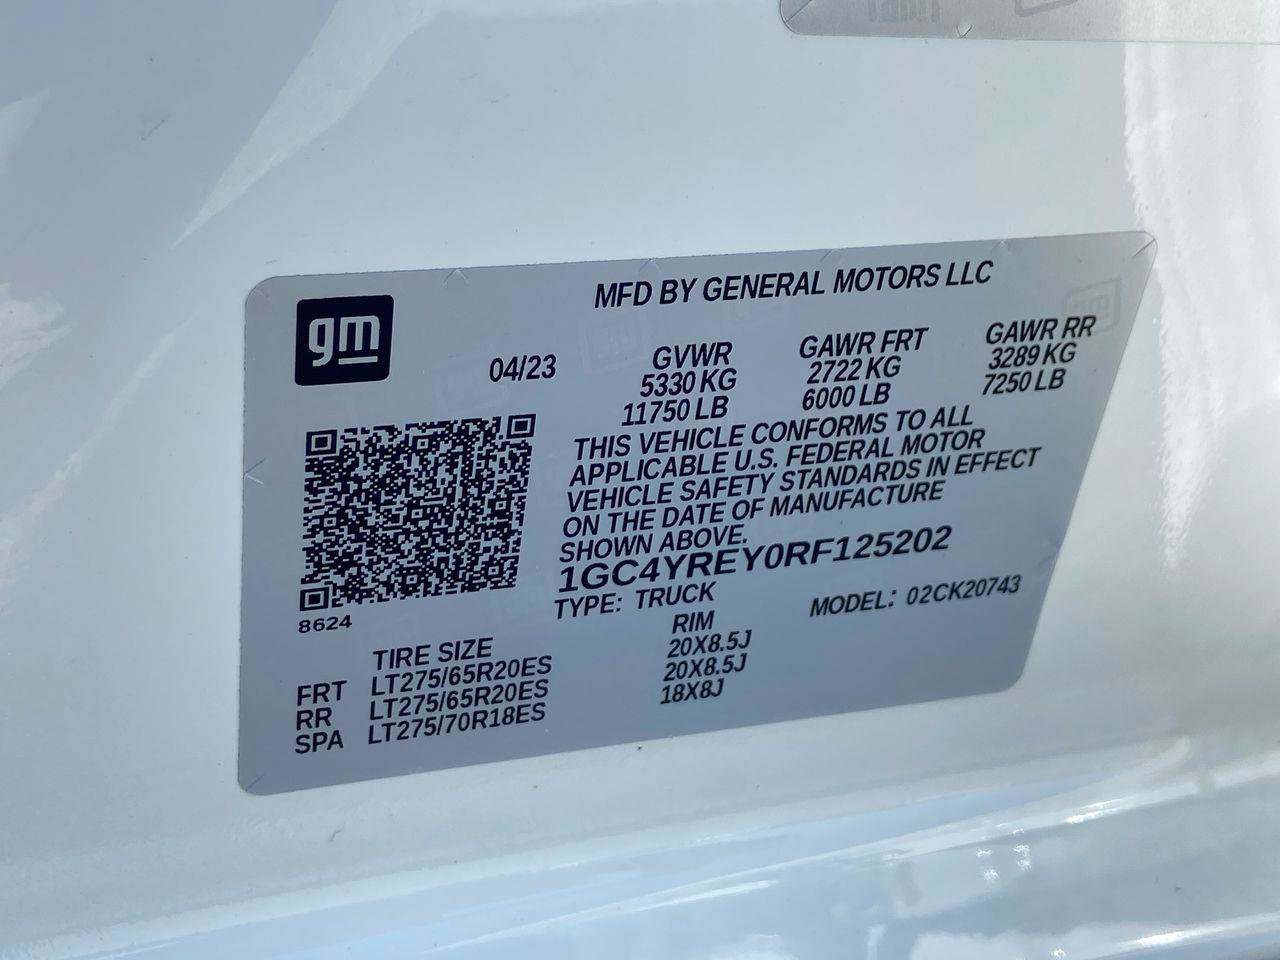 MFD BY GENERAL MOTORS LLC
gm
04/23
GVWR GAWR FRT GAWR RR
5330 KG 2722 KG 3289 KG
11750 LB 6000 LB 7250 LB
THIS VEHICLE CONFORMS TO ALL
APPLICABLE U.S. FEDERAL MOTOR
VEHICLE SAFETY STANDARDS IN EFFECT
ON THE DATE OF MANUFACTURE
SHOWN ABOVE.
1GC4YREY0RF125202
TYPE: TRUCK MODEL: 02CK20743
8624
TIRE SIZE RIM
FRT LT275/65R20ES 20X8.5J
RR LT275/65R20ES 20X8.5J
SPA LT275/70R18ES 18X8J